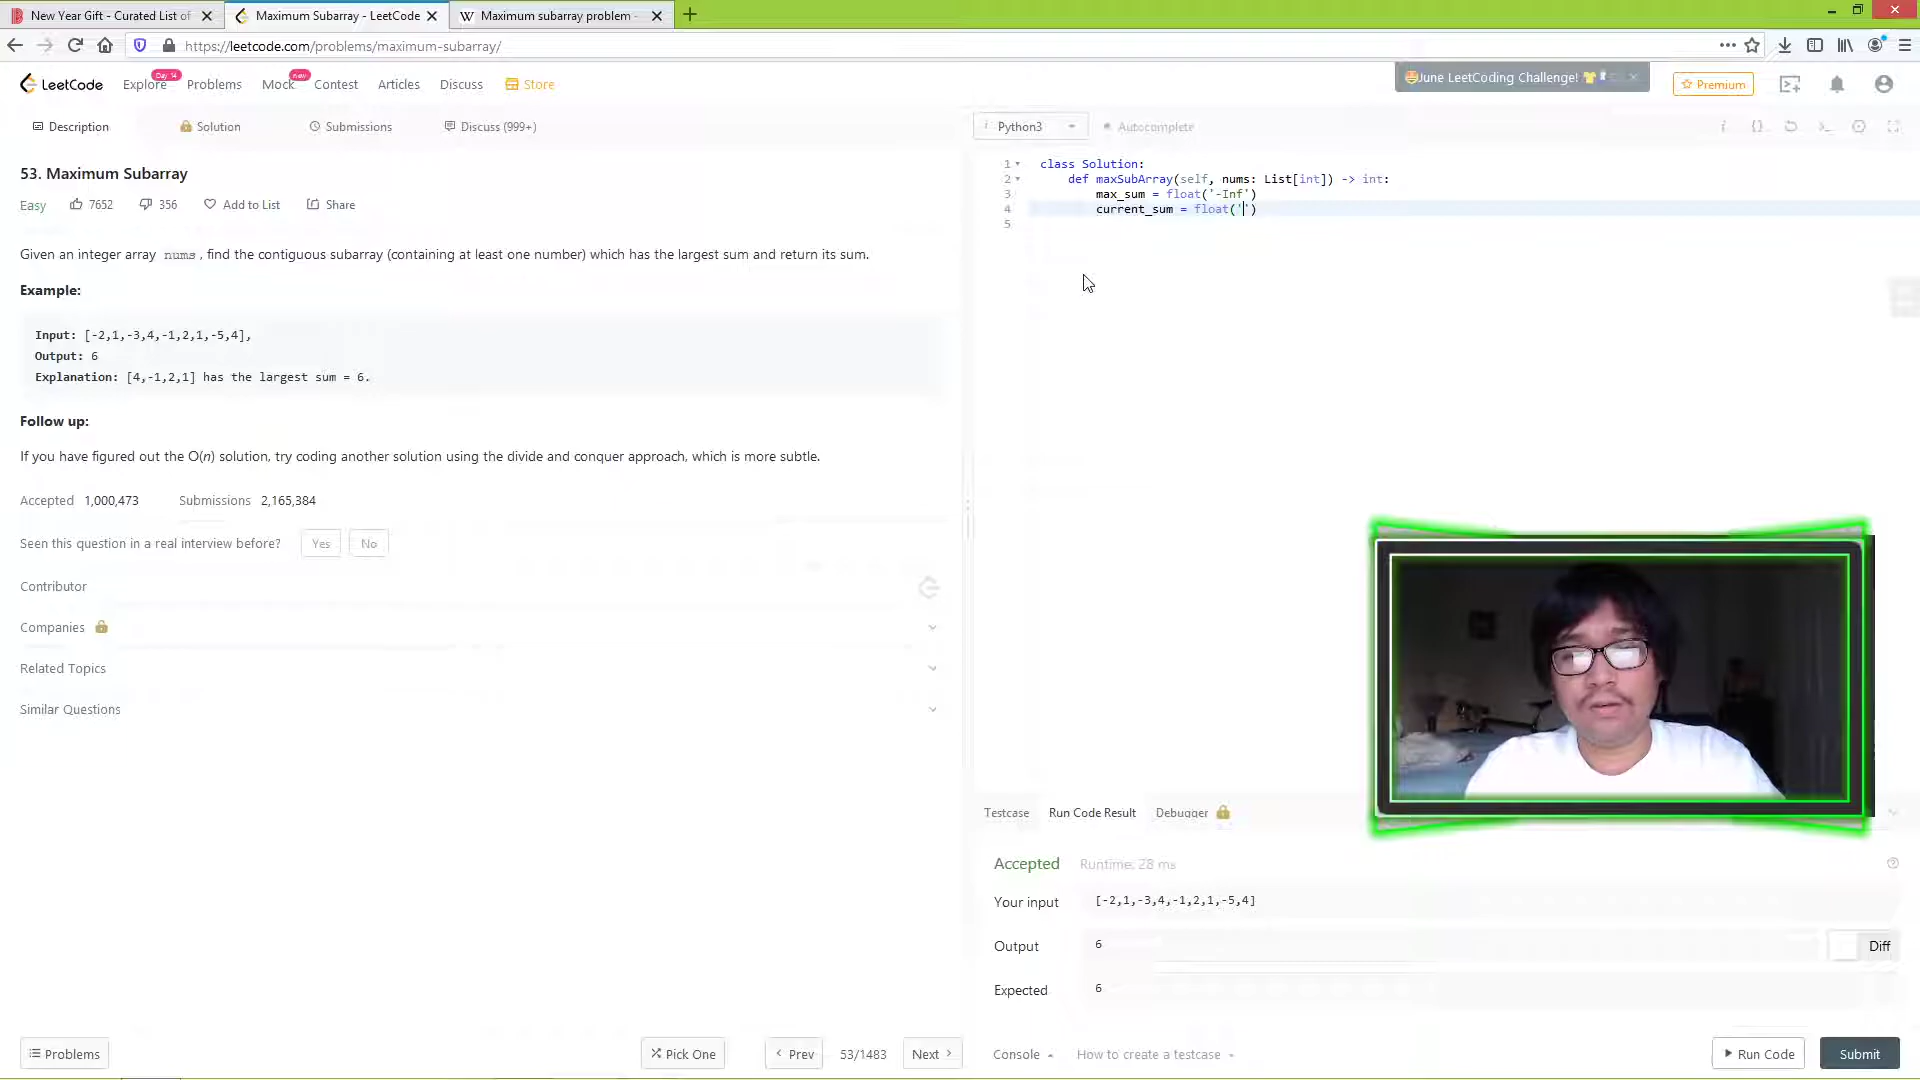 New Year Gift - Curated List of
Maximum Subarray - LeetCode
Maximum subarray problem -
https://leetcode.com/problems/maximum-subarray/
LeetCode
Explore
Day 14
Problems
Mock
new
Contest
Articles
Discuss
Store
June LeetCoding Challenge!
Premium
Description
Solution
Submissions
Discuss (999+)
Python3
Autocomplete
53. Maximum Subarray
Easy
7652
356
Add to List
Share
Given an integer array nums, find the contiguous subarray (containing at least one number) which has the largest sum and return its sum.
Example:
Input: [-2,1,-3,4,-1,2,1,-5,4],
Output: 6
Explanation: [4,-1,2,1] has the largest sum = 6.
Follow up:
If you have figured out the O(n) solution, try coding another solution using the divide and conquer approach, which is more subtle.
Accepted 1,000,473
Submissions 2,165,384
Seen this question in a real interview before?
Yes
No
Contributor
Companies
Related Topics
Similar Questions
1 class Solution:
2 def maxSubArray(self, nums: List[int]) -> int:
3 max_sum = float('-Inf')
4 current_sum = float('')
5
Testcase
Run Code Result
Debugger
Accepted
Runtime: 28 ms
Your input
[-2,1,-3,4,-1,2,1,-5,4]
Output
6
Diff
Expected
6
Problems
Pick One
Prev
53/1483
Next
Console
How to create a testcase
Run Code
Submit